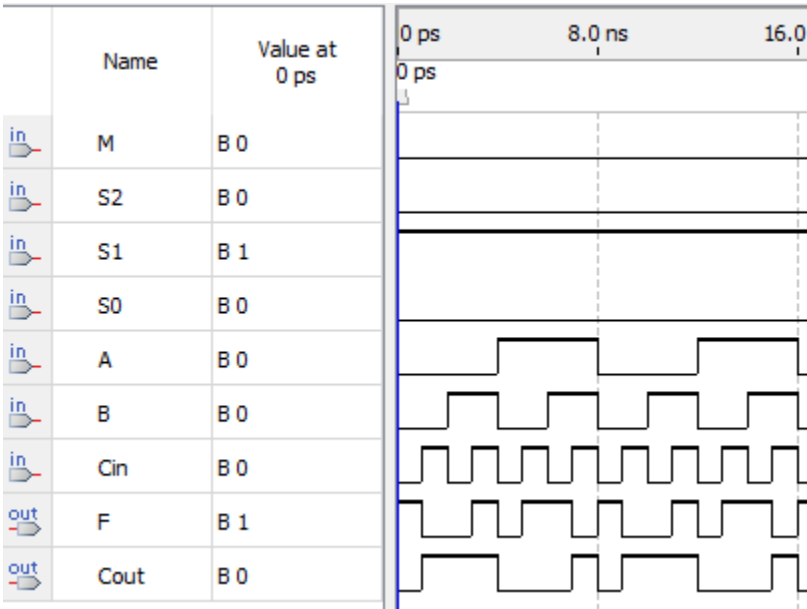 Name Value at 0 ps 0 ps 8.0 ns 16.0
0 ps
in M B 0
in S2 B 0
in S1 B 1
in S0 B 0
in A B 0
in B B 0
in Cin B 0
out F B 1
out Cout B 0